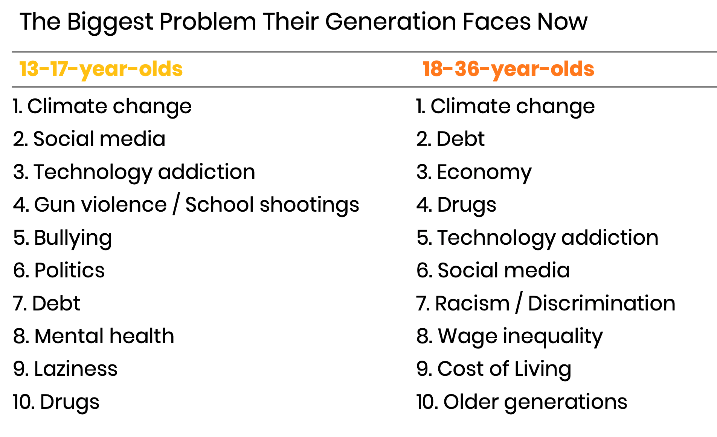 The Biggest Problem Their Generation Faces Now
13-17-year-olds
1. Climate change
2. Social media
3. Technology addiction
4. Gun violence / School shootings
5. Bullying
6. Politics
7. Debt
8. Mental health
9. Laziness
10. Drugs
18-36-year-olds
1. Climate change
2. Debt
3. Economy
4. Drugs
5. Technology addiction
6. Social media
7. Racism / Discrimination
8. Wage inequality
9. Cost of Living
10. Older generations